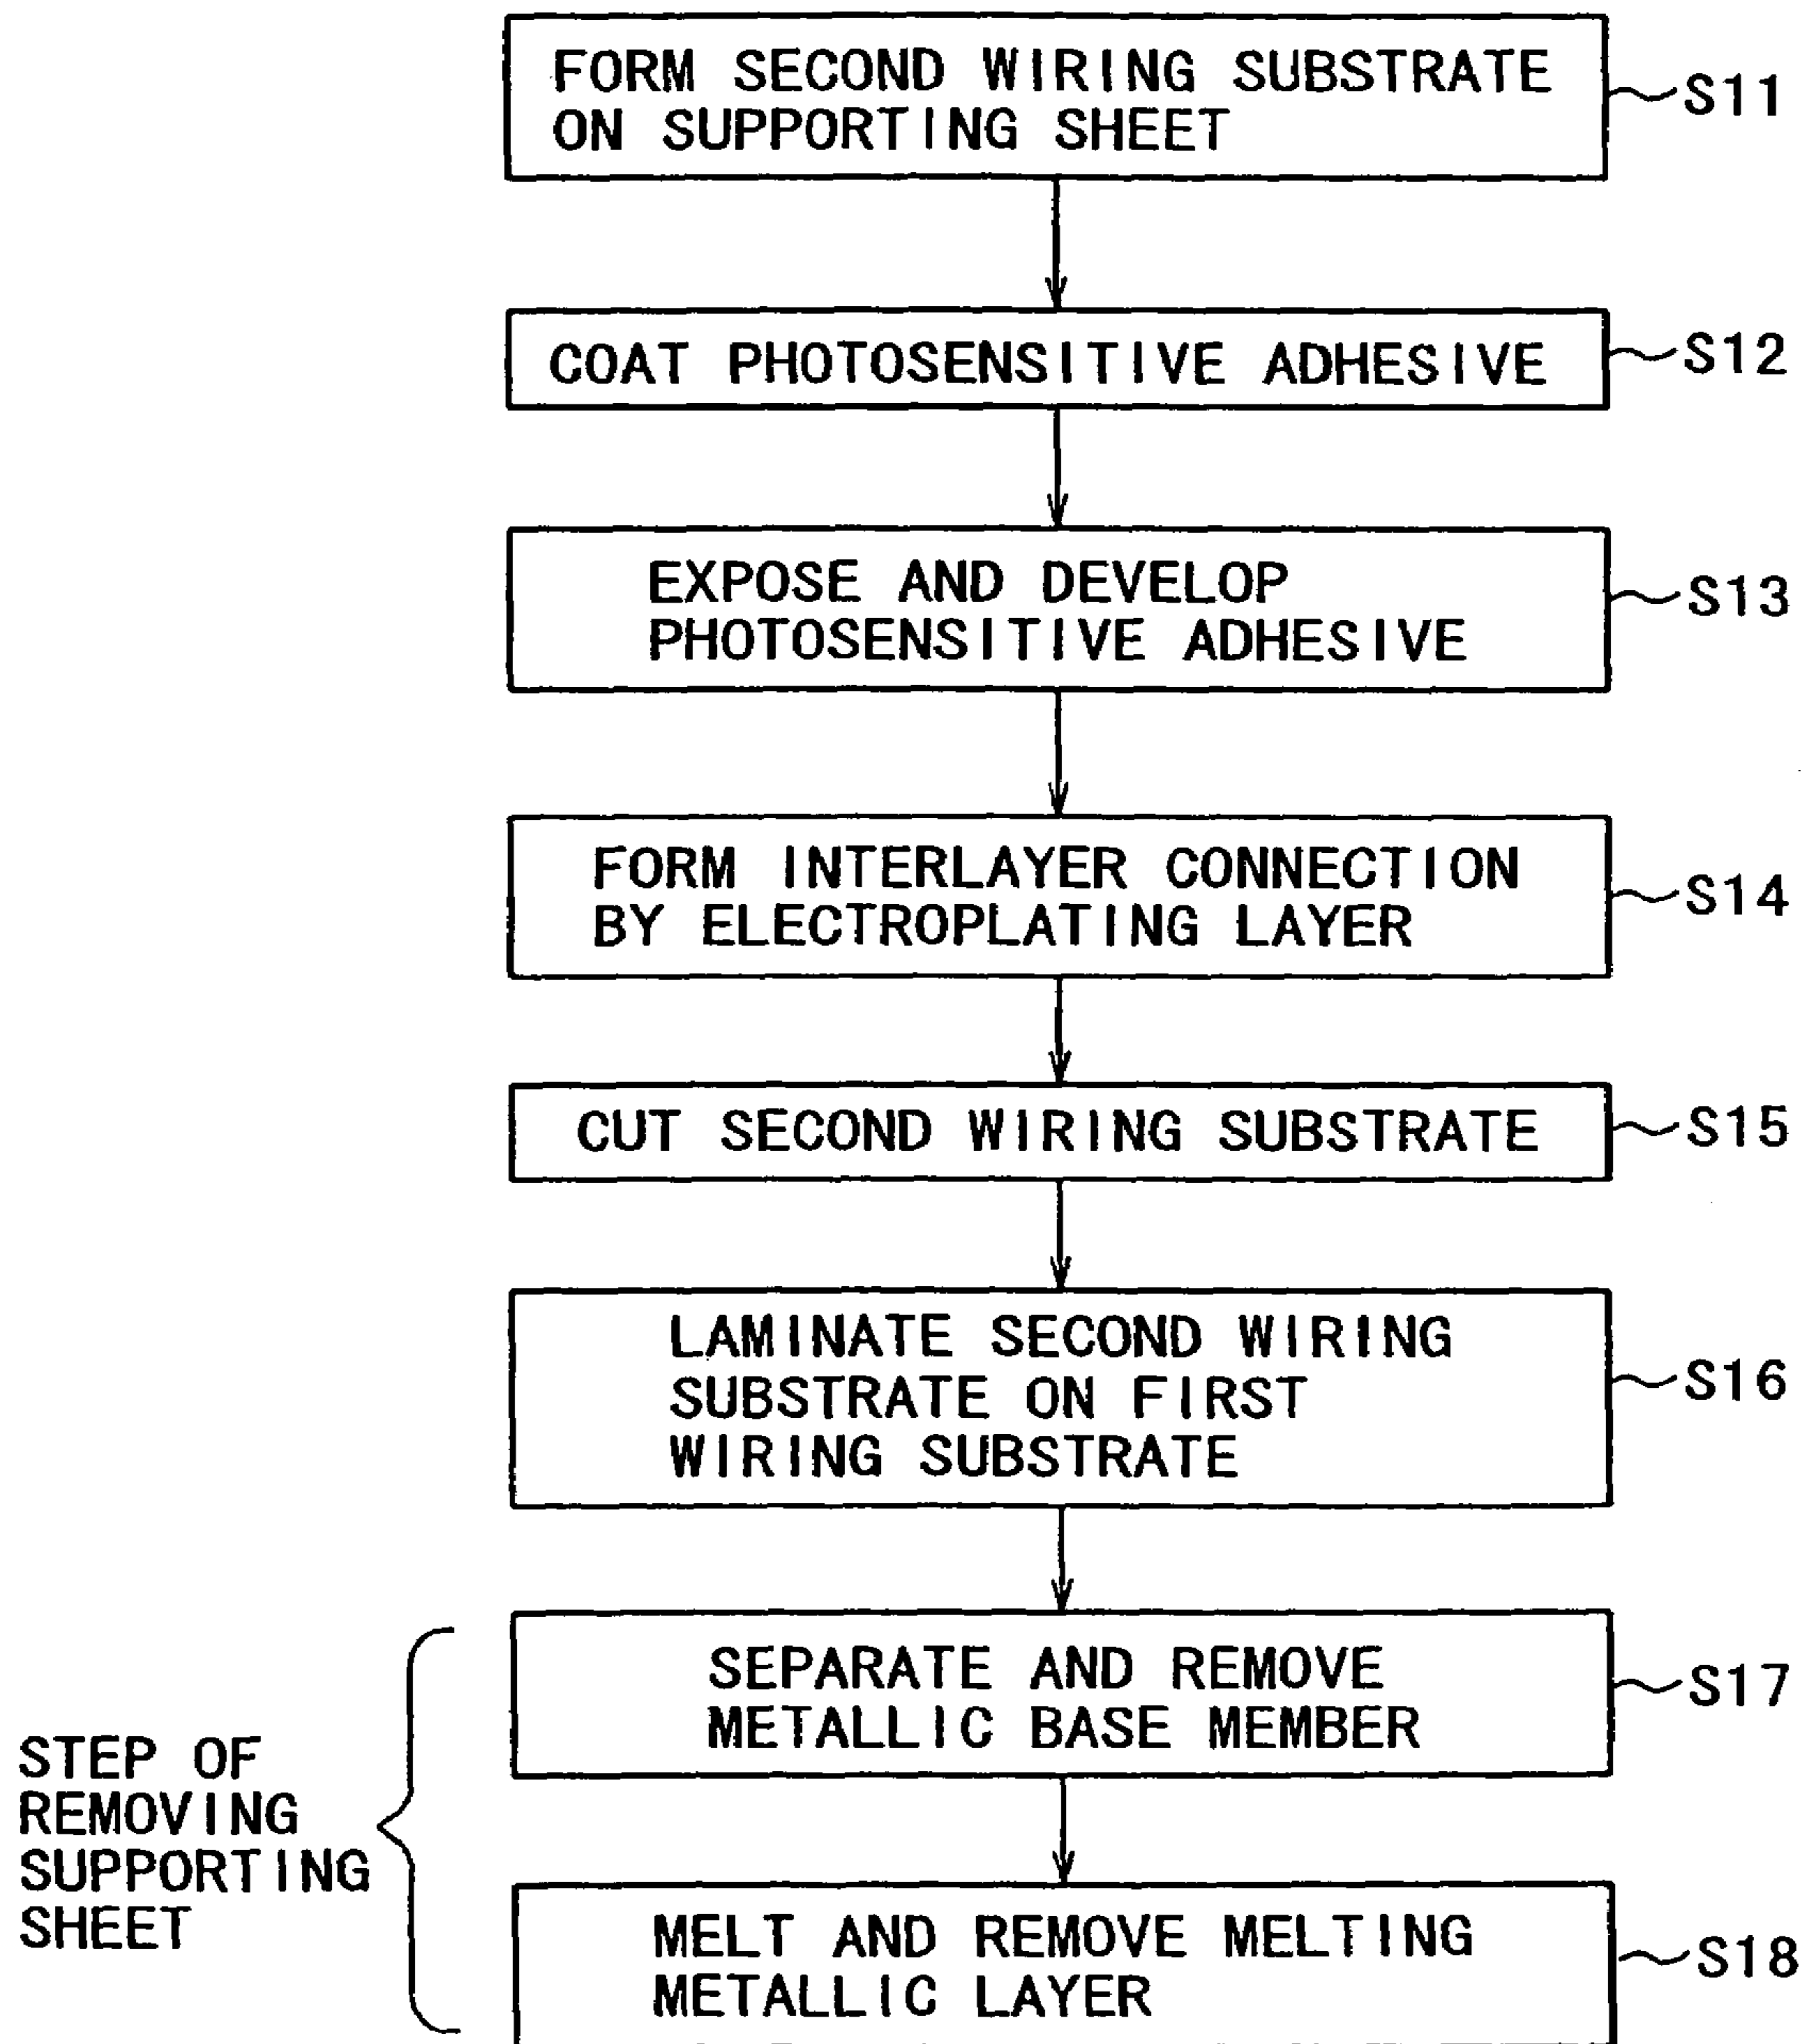 FORM SECOND WIRING SUBSTRATE
ON SUPPORTING SHEET
S11
COAT PHOTOSENSITIVE ADHESIVE
S12
EXPOSE AND DEVELOP
PHOTOSENSITIVE ADHESIVE
S13
FORM INTERLAYER CONNECTION
BY ELECTROPLATING LAYER
S14
CUT SECOND WIRING SUBSTRATE
S15
LAMINATE SECOND WIRING
SUBSTRATE ON FIRST
WIRING SUBSTRATE
S16
SEPARATE AND REMOVE
METALLIC BASE MEMBER
S17
STEP OF
REMOVING
SUPPORTING
SHEET
MELT AND REMOVE MELTING
METALLIC LAYER
S18